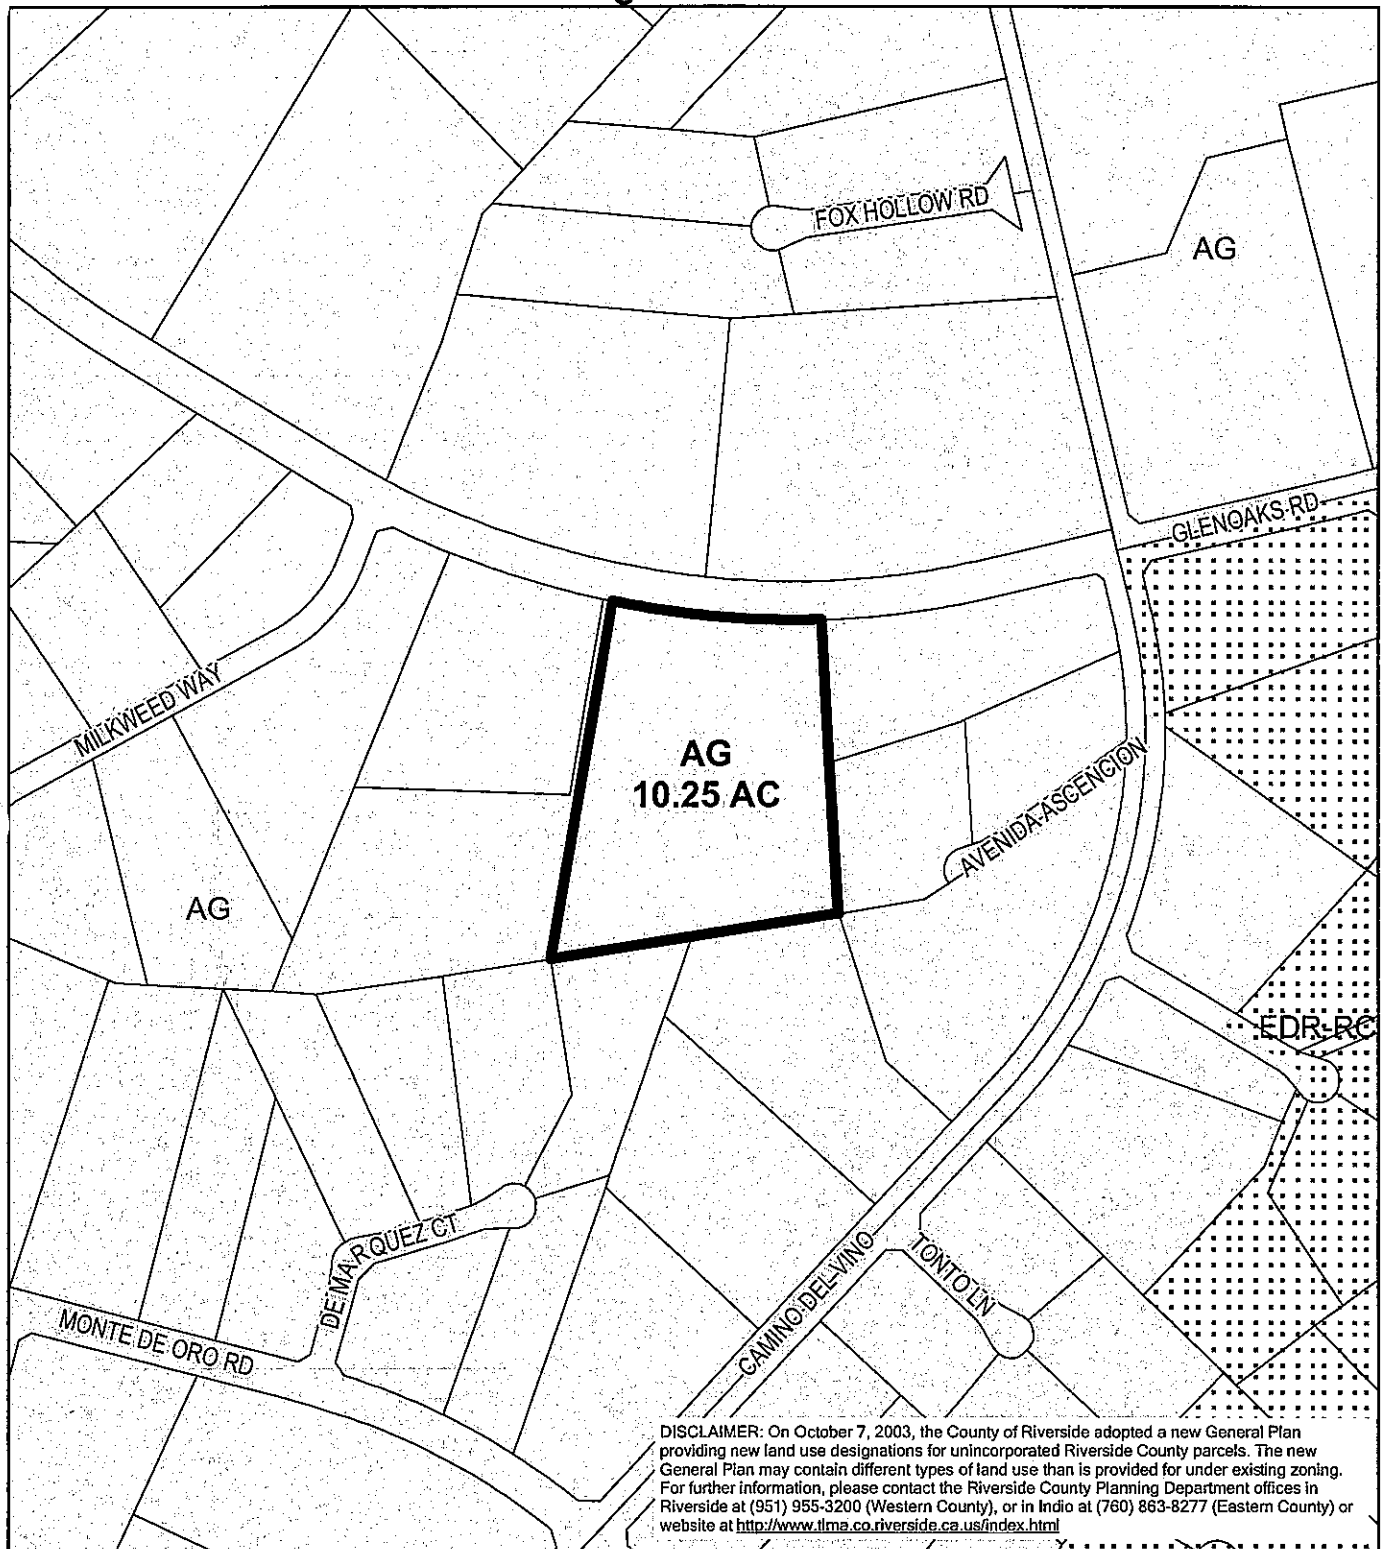 FOX HOLLOW RD
AG
GLENOAKS RD
MILKWEED WAY
AG
10.25 AC
AVENIDA ASCENCION
AG
EDR-RC
DE MARQUEZ CT
TONTO LN
CAMINO DEL VINO
MONTE DE ORO RD
DISCLAIMER: On October 7, 2003, the County of Riverside adopted a new General Plan
providing new land use designations for unincorporated Riverside County parcels. The new
General Plan may contain different types of land use than is provided for under existing zoning.
For further information, please contact the Riverside County Planning Department offices in
Riverside at (951) 955-3200 (Western County), or in Indio at (760) 863-8277 (Eastern County) or
website at http://www.tlma.co.riverside.ca.us/index.html